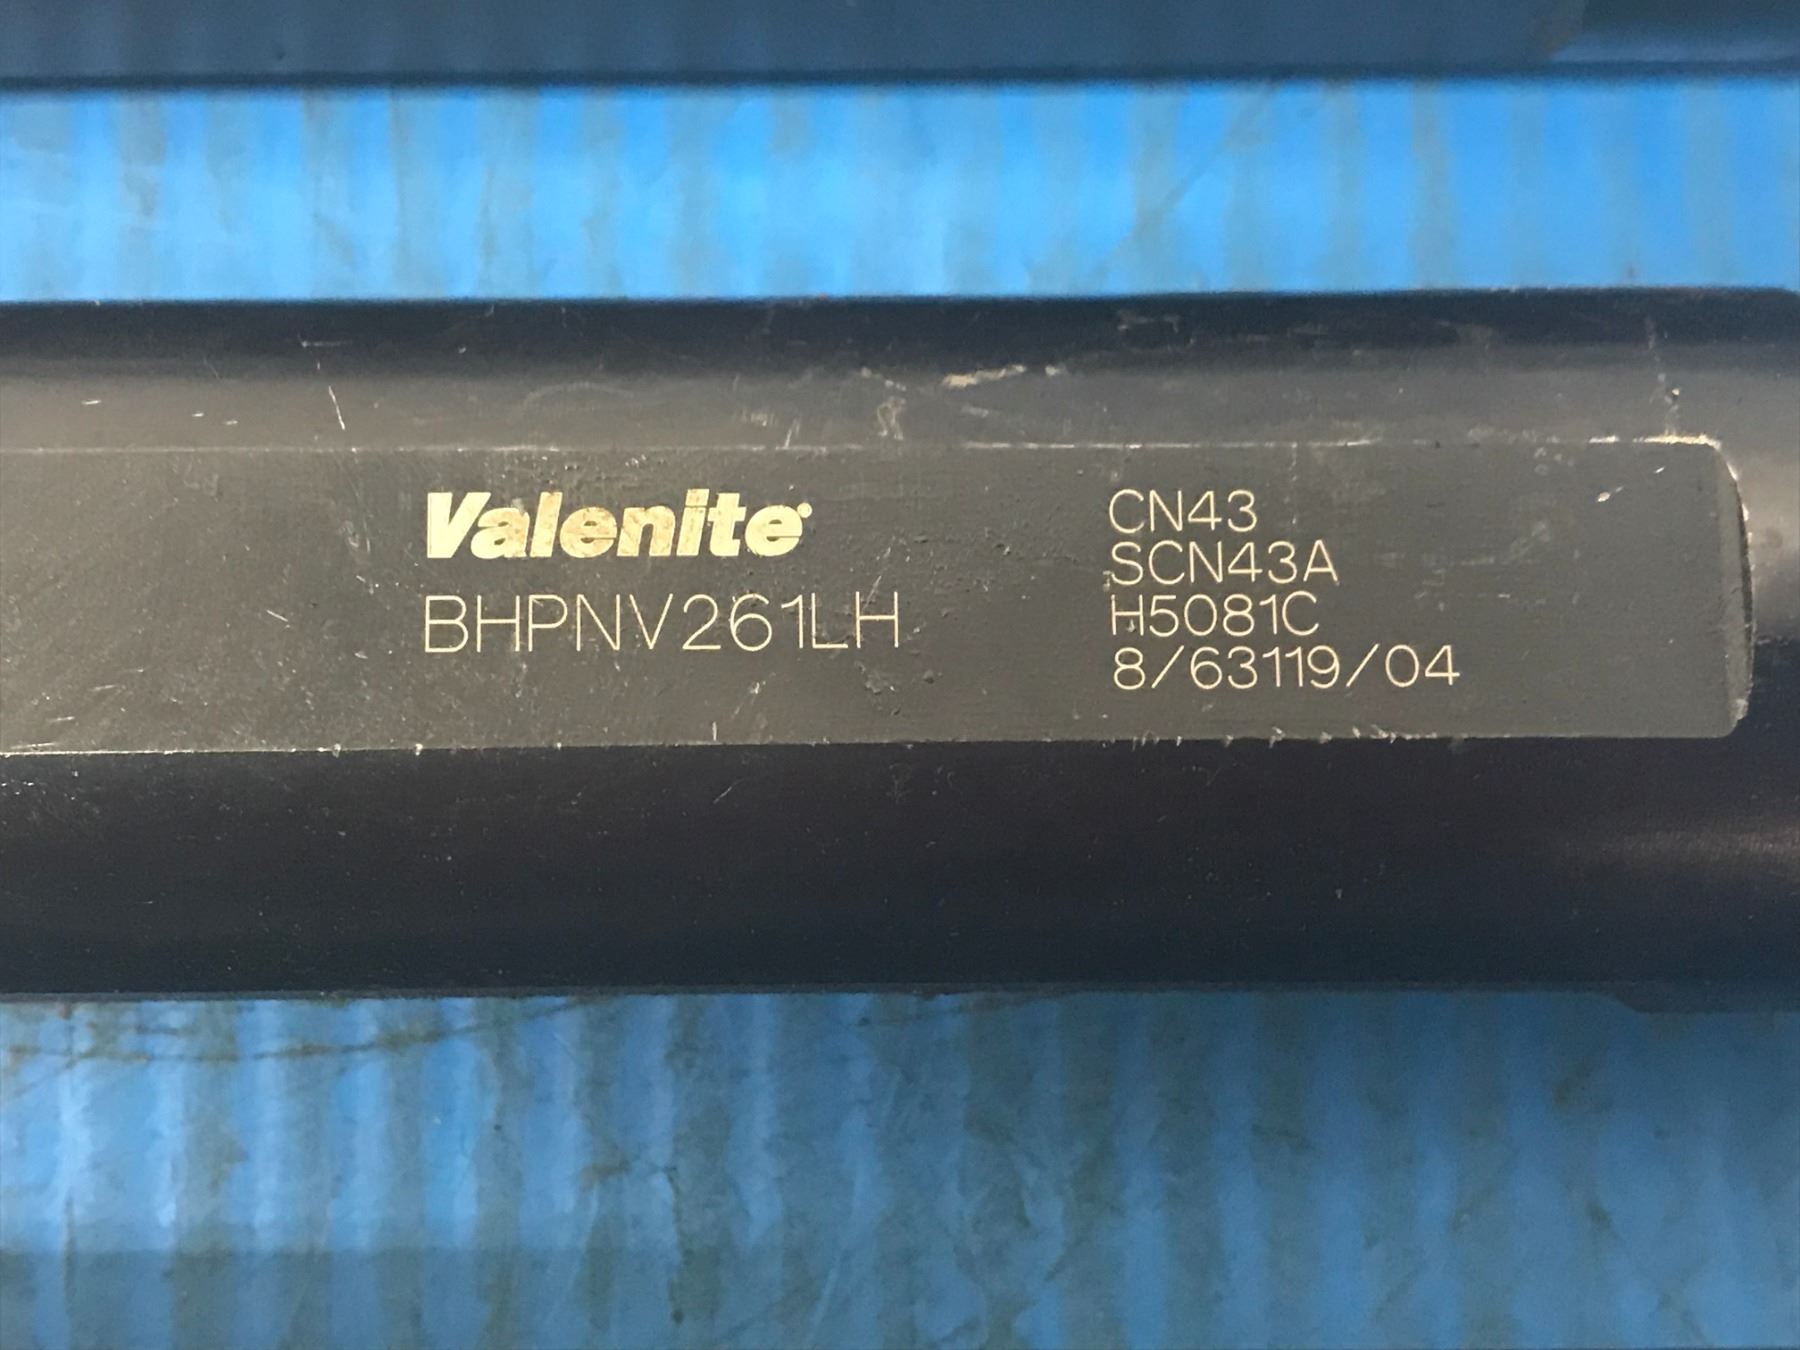 Valenite
BHPNV261LH
CN43
SCN43A
H5081C
8/63119/04